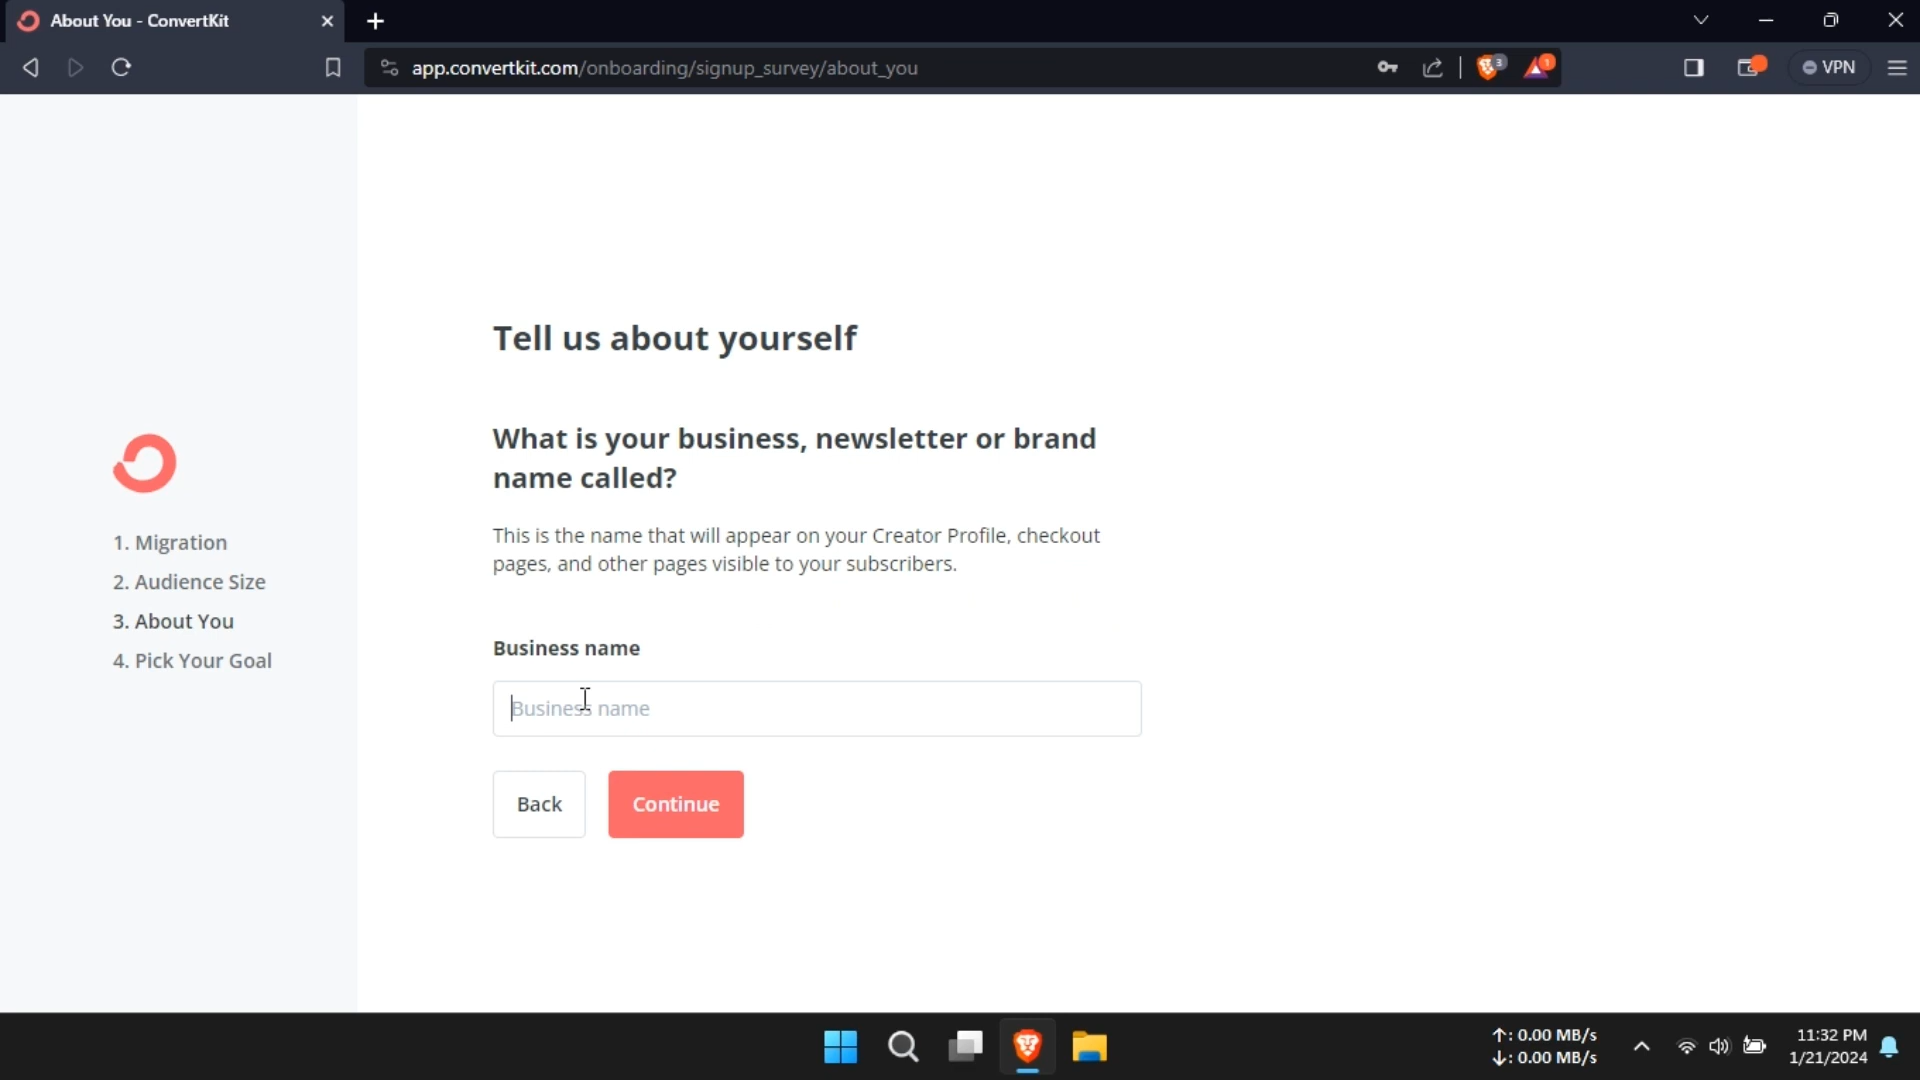 About You - ConvertKit
app.convertkit.com/onboarding/signup_survey/about_you
3
1
VPN
Tell us about yourself
What is your business, newsletter or brand
name called?
This is the name that will appear on your Creator Profile, checkout
pages, and other pages visible to your subscribers.
1. Migration
2. Audience Size
3. About You
4. Pick Your Goal
Business name
Business name
Back
Continue
↑: 0.00 MB/s
↓: 0.00 MB/s
11:32 PM
1/21/2024